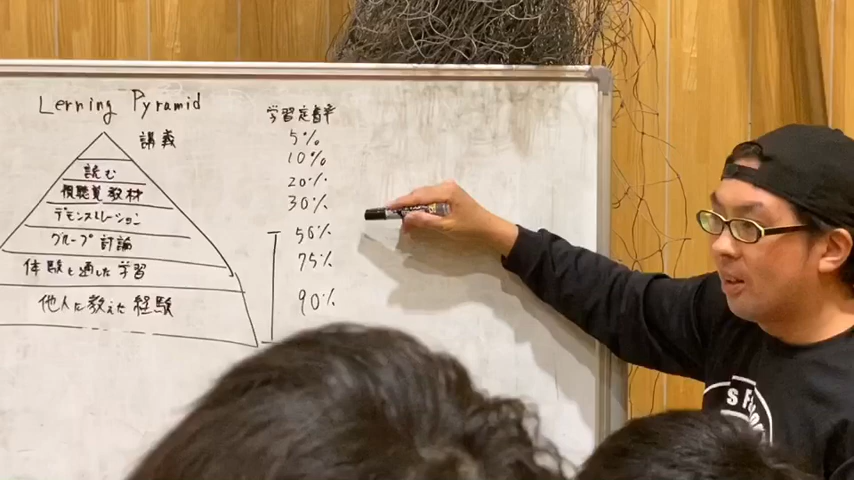 Lerning Pyramid
講義
読む
視聴覚教材
デモンストレーション
グループ討論
体験を通した学習
他人に教えた経験
学習定着率
5%
10%
20%
30%
50%
75%
90%